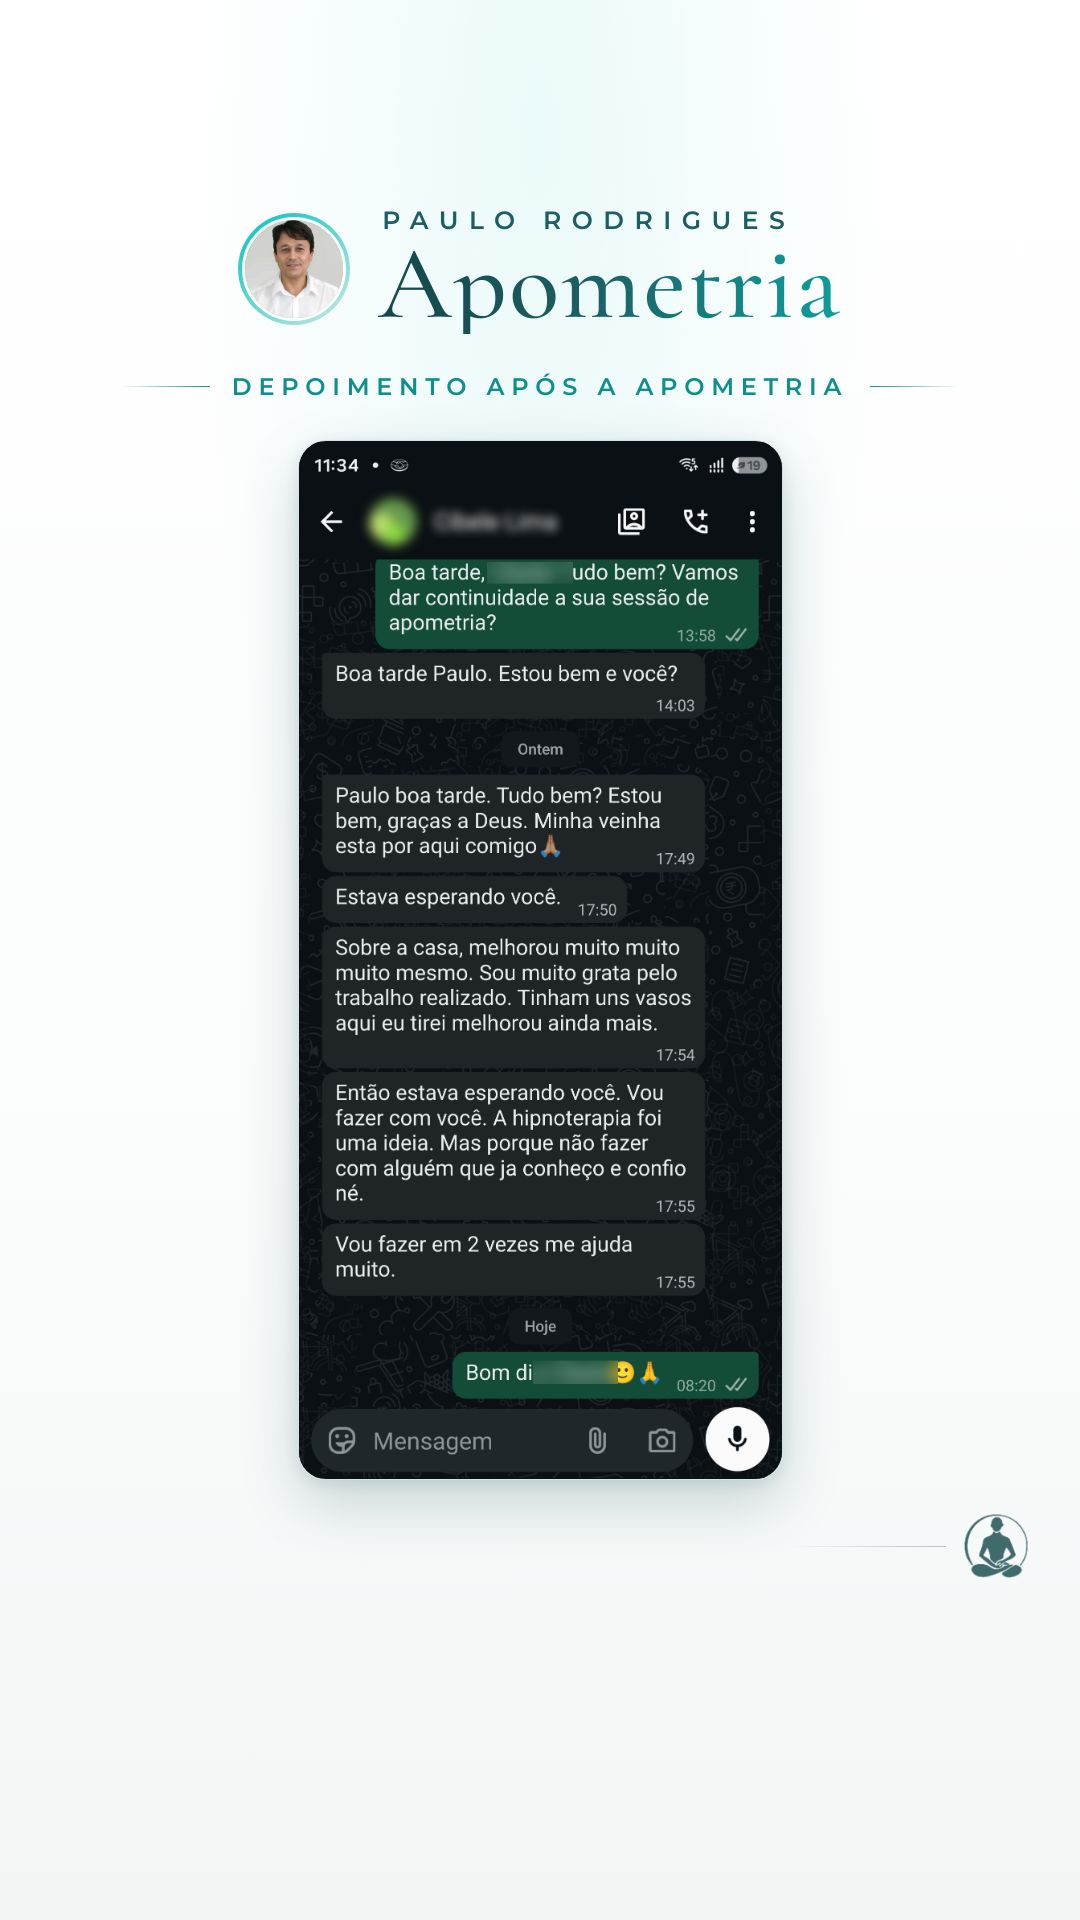 PAULO RODRIGUES
Apometria
DEPOIMENTO APÓS A APOMETRIA
11:34
19
Boa tarde, udo bem? Vamos
dar continuidade a sua sessão de
apometria?
13:58
Boa tarde Paulo. Estou bem e você?
14:03
Ontem
Paulo boa tarde. Tudo bem? Estou
bem, graças a Deus. Minha veinha
esta por aqui comigo🙏🏽
17:49
Estava esperando você.
17:50
Sobre a casa, melhorou muito muito
muito mesmo. Sou muito grata pelo
trabalho realizado. Tinham uns vasos
aqui eu tirei melhorou ainda mais.
17:54
Então estava esperando você. Vou
fazer com você. A hipnoterapia foi
uma ideia. Mas porque não fazer
com alguém que ja conheço e confio
né.
17:55
Vou fazer em 2 vezes me ajuda
muito.
17:55
Hoje
Bom di 🙂🙏
08:20
Mensagem